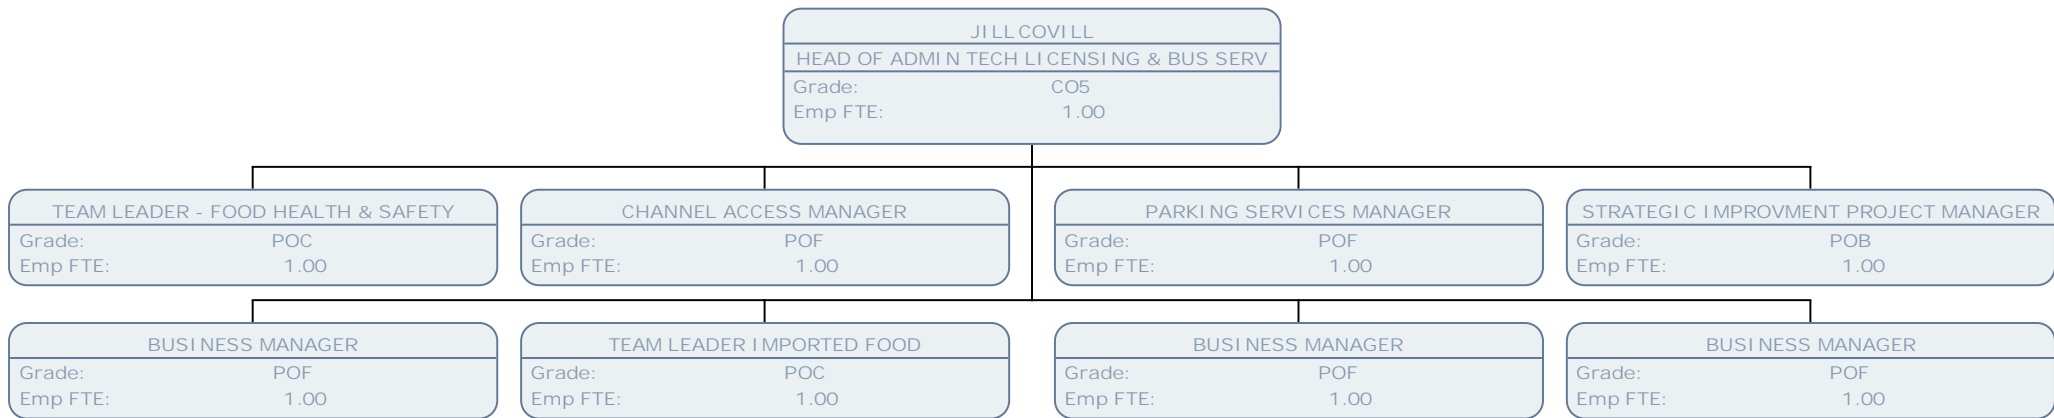 JILL COVILL
HEAD OF ADMIN TECH LICENSING & BUS SERV
Grade: CO5
Emp FTE: 1.00
TEAM LEADER - FOOD HEALTH & SAFETY
Grade: POC
Emp FTE: 1.00
CHANNEL ACCESS MANAGER
Grade: POF
Emp FTE: 1.00
PARKING SERVICES MANAGER
Grade: POF
Emp FTE: 1.00
STRATEGIC IMPROVMENT PROJECT MANAGER
Grade: POB
Emp FTE: 1.00
BUSINESS MANAGER
Grade: POF
Emp FTE: 1.00
TEAM LEADER IMPORTED FOOD
Grade: POC
Emp FTE: 1.00
BUSINESS MANAGER
Grade: POF
Emp FTE: 1.00
BUSINESS MANAGER
Grade: POF
Emp FTE: 1.00